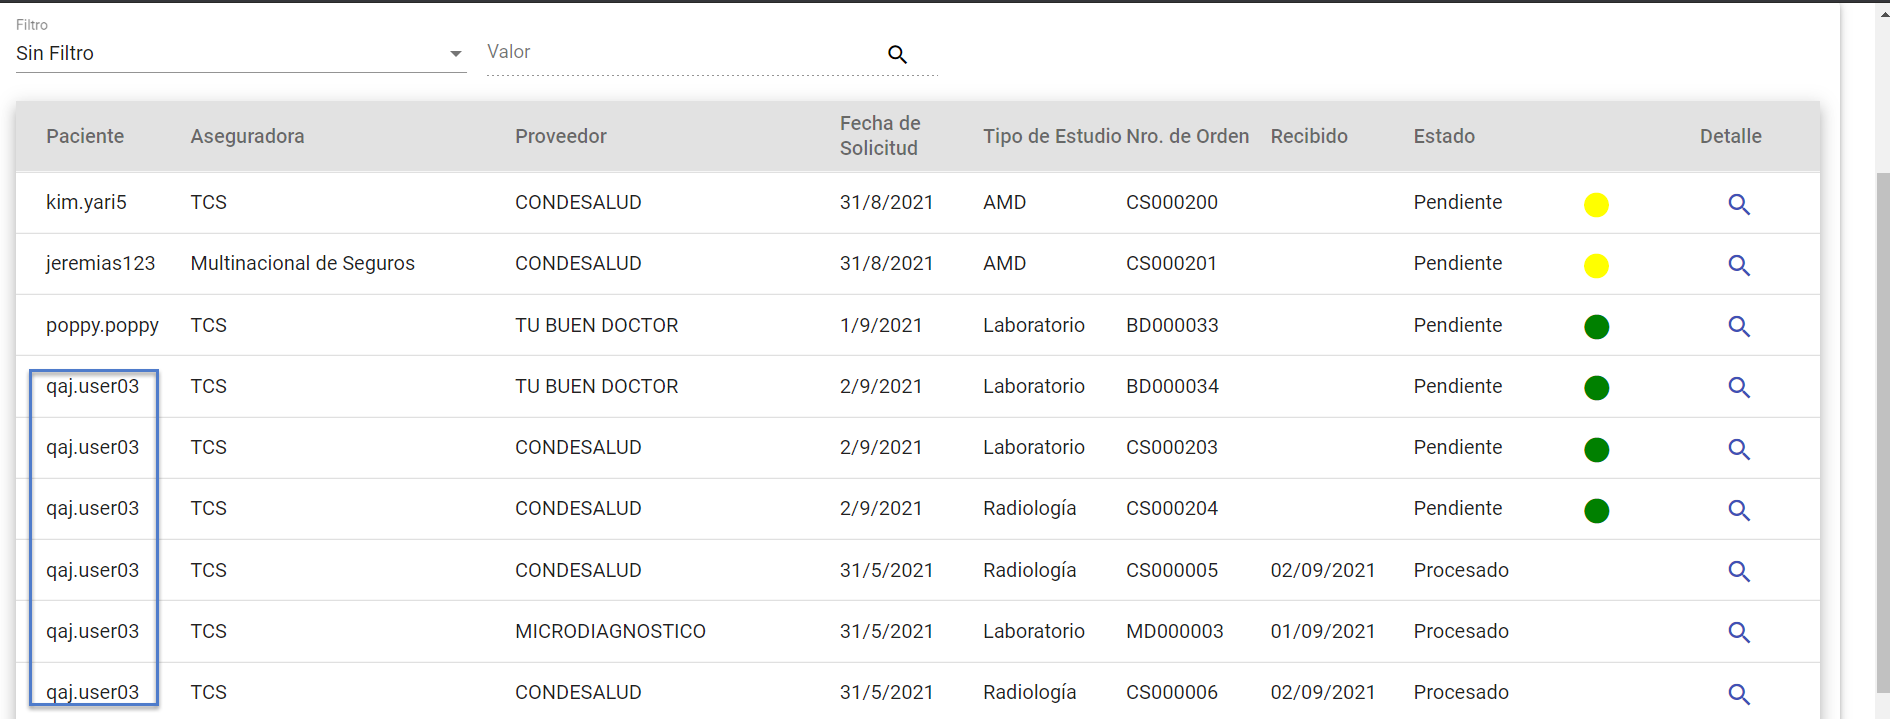 Filtro
Sin Filtro
Valor
Paciente Aseguradora Proveedor Fecha de Solicitud Tipo de Estudio Nro. de Orden Recibido Estado Detalle
kim.yari5 TCS CONDESALUD 31/8/2021 AMD CS000200 Pendiente
jeremias123 Multinacional de Seguros CONDESALUD 31/8/2021 AMD CS000201 Pendiente
poppy.poppy TCS TU BUEN DOCTOR 1/9/2021 Laboratorio BD000033 Pendiente
qaj.user03 TCS TU BUEN DOCTOR 2/9/2021 Laboratorio BD000034 Pendiente
qaj.user03 TCS CONDESALUD 2/9/2021 Laboratorio CS000203 Pendiente
qaj.user03 TCS CONDESALUD 2/9/2021 Radiología CS000204 Pendiente
qaj.user03 TCS CONDESALUD 31/5/2021 Radiología CS000005 02/09/2021 Procesado
qaj.user03 TCS MICRODIAGNOSTICO 31/5/2021 Laboratorio MD000003 01/09/2021 Procesado
qaj.user03 TCS CONDESALUD 31/5/2021 Radiología CS000006 02/09/2021 Procesado